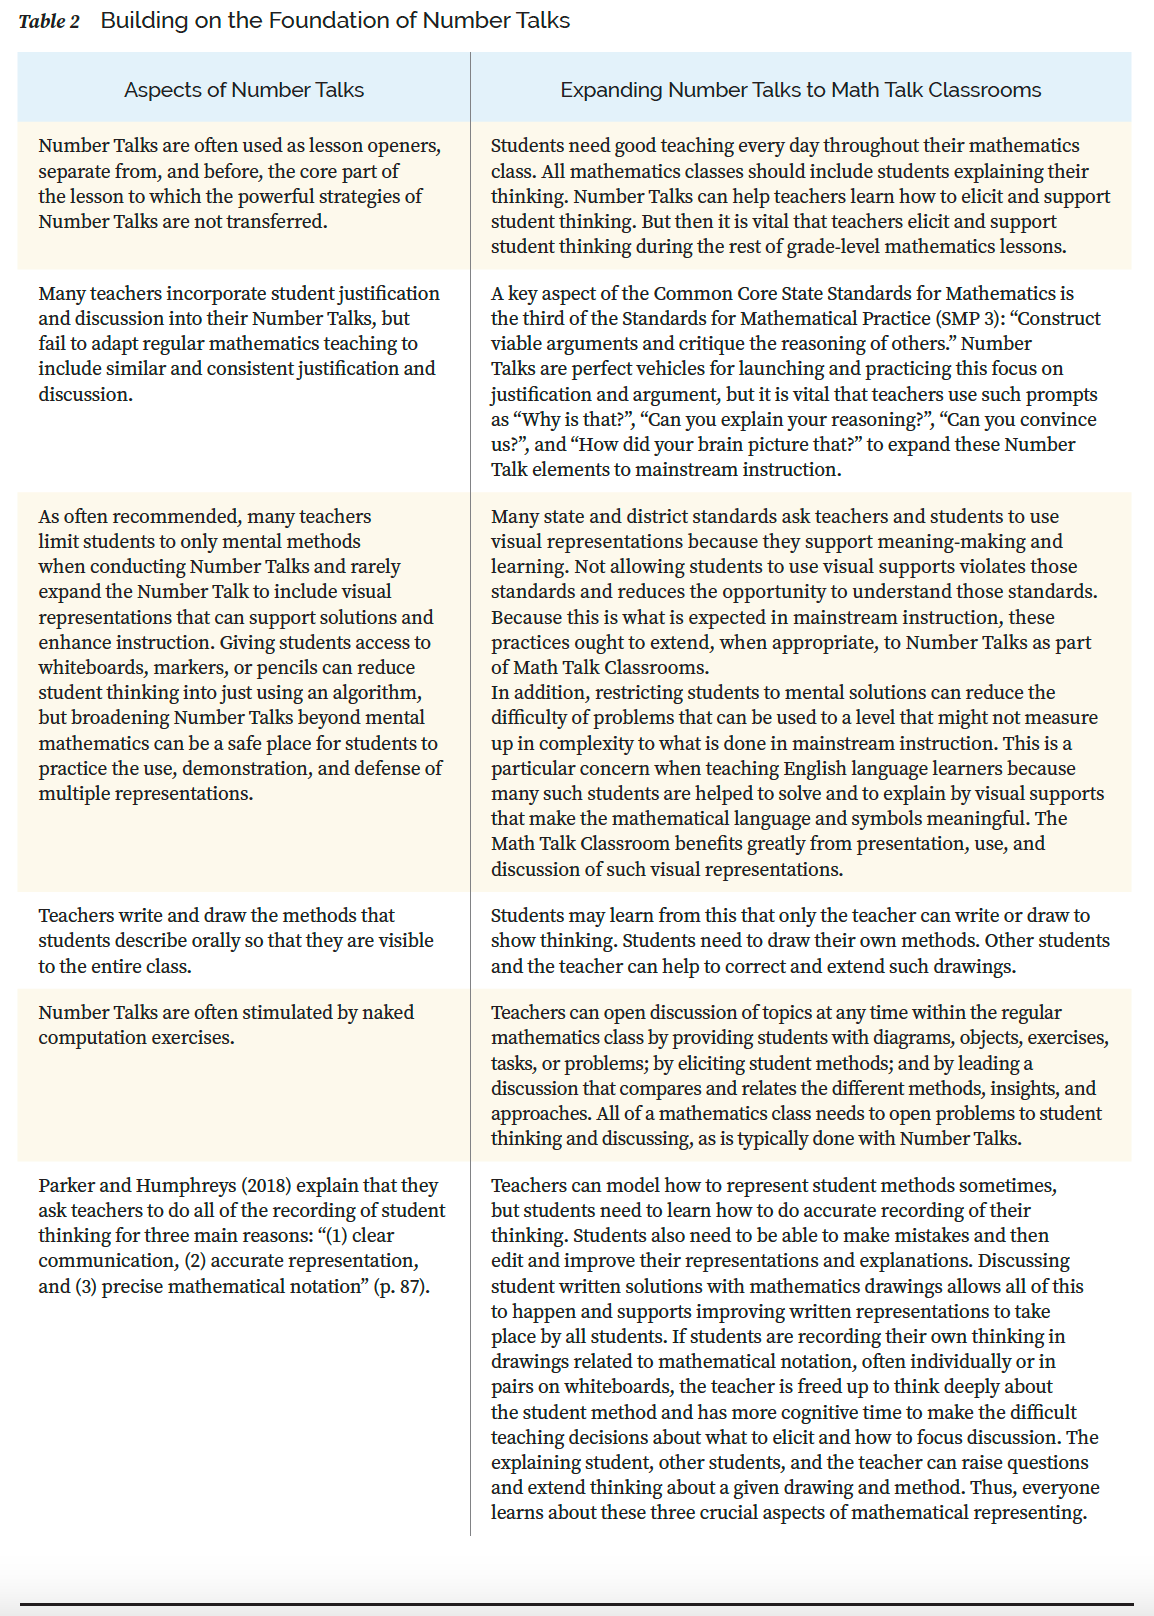 Table 2 Building on the Foundation of Number Talks
Aspects of Number Talks
Expanding Number Talks to Math Talk Classrooms
Number Talks are often used as lesson openers,
separate from, and before, the core part of
the lesson to which the powerful strategies of
Number Talks are not transferred.
Students need good teaching every day throughout their mathematics
class. All mathematics classes should include students explaining their
thinking. Number Talks can help teachers learn how to elicit and support
student thinking. But then it is vital that teachers elicit and support
student thinking during the rest of grade-level mathematics lessons.
Many teachers incorporate student justification
and discussion into their Number Talks, but
fail to adapt regular mathematics teaching to
include similar and consistent justification and
discussion.
A key aspect of the Common Core State Standards for Mathematics is
the third of the Standards for Mathematical Practice (SMP 3): “Construct
viable arguments and critique the reasoning of others.” Number
Talks are perfect vehicles for launching and practicing this focus on
justification and argument, but it is vital that teachers use such prompts
as “Why is that?”, “Can you explain your reasoning?”, “Can you convince
us?”, and “How did your brain picture that?” to expand these Number
Talk elements to mainstream instruction.
As often recommended, many teachers
limit students to only mental methods
when conducting Number Talks and rarely
expand the Number Talk to include visual
representations that can support solutions and
enhance instruction. Giving students access to
whiteboards, markers, or pencils can reduce
student thinking into just using an algorithm,
but broadening Number Talks beyond mental
mathematics can be a safe place for students to
practice the use, demonstration, and defense of
multiple representations.
Many state and district standards ask teachers and students to use
visual representations because they support meaning-making and
learning. Not allowing students to use visual supports violates those
standards and reduces the opportunity to understand those standards.
Because this is what is expected in mainstream instruction, these
practices ought to extend, when appropriate, to Number Talks as part
of Math Talk Classrooms.
In addition, restricting students to mental solutions can reduce the
difficulty of problems that can be used to a level that might not measure
up in complexity to what is done in mainstream instruction. This is a
particular concern when teaching English language learners because
many such students are helped to solve and to explain by visual supports
that make the mathematical language and symbols meaningful. The
Math Talk Classroom benefits greatly from presentation, use, and
discussion of such visual representations.
Teachers write and draw the methods that
students describe orally so that they are visible
to the entire class.
Students may learn from this that only the teacher can write or draw to
show thinking. Students need to draw their own methods. Other students
and the teacher can help to correct and extend such drawings.
Number Talks are often stimulated by naked
computation exercises.
Teachers can open discussion of topics at any time within the regular
mathematics class by providing students with diagrams, objects, exercises,
tasks, or problems; by eliciting student methods; and by leading a
discussion that compares and relates the different methods, insights, and
approaches. All of a mathematics class needs to open problems to student
thinking and discussing, as is typically done with Number Talks.
Parker and Humphreys (2018) explain that they
ask teachers to do all of the recording of student
thinking for three main reasons: “(1) clear
communication, (2) accurate representation,
and (3) precise mathematical notation” (p. 87).
Teachers can model how to represent student methods sometimes,
but students need to learn how to do accurate recording of their
thinking. Students also need to be able to make mistakes and then
edit and improve their representations and explanations. Discussing
student written solutions with mathematics drawings allows all of this
to happen and supports improving written representations to take
place by all students. If students are recording their own thinking in
drawings related to mathematical notation, often individually or in
pairs on whiteboards, the teacher is freed up to think deeply about
the student method and has more cognitive time to make the difficult
teaching decisions about what to elicit and how to focus discussion. The
explaining student, other students, and the teacher can raise questions
and extend thinking about a given drawing and method. Thus, everyone
learns about these three crucial aspects of mathematical representing.